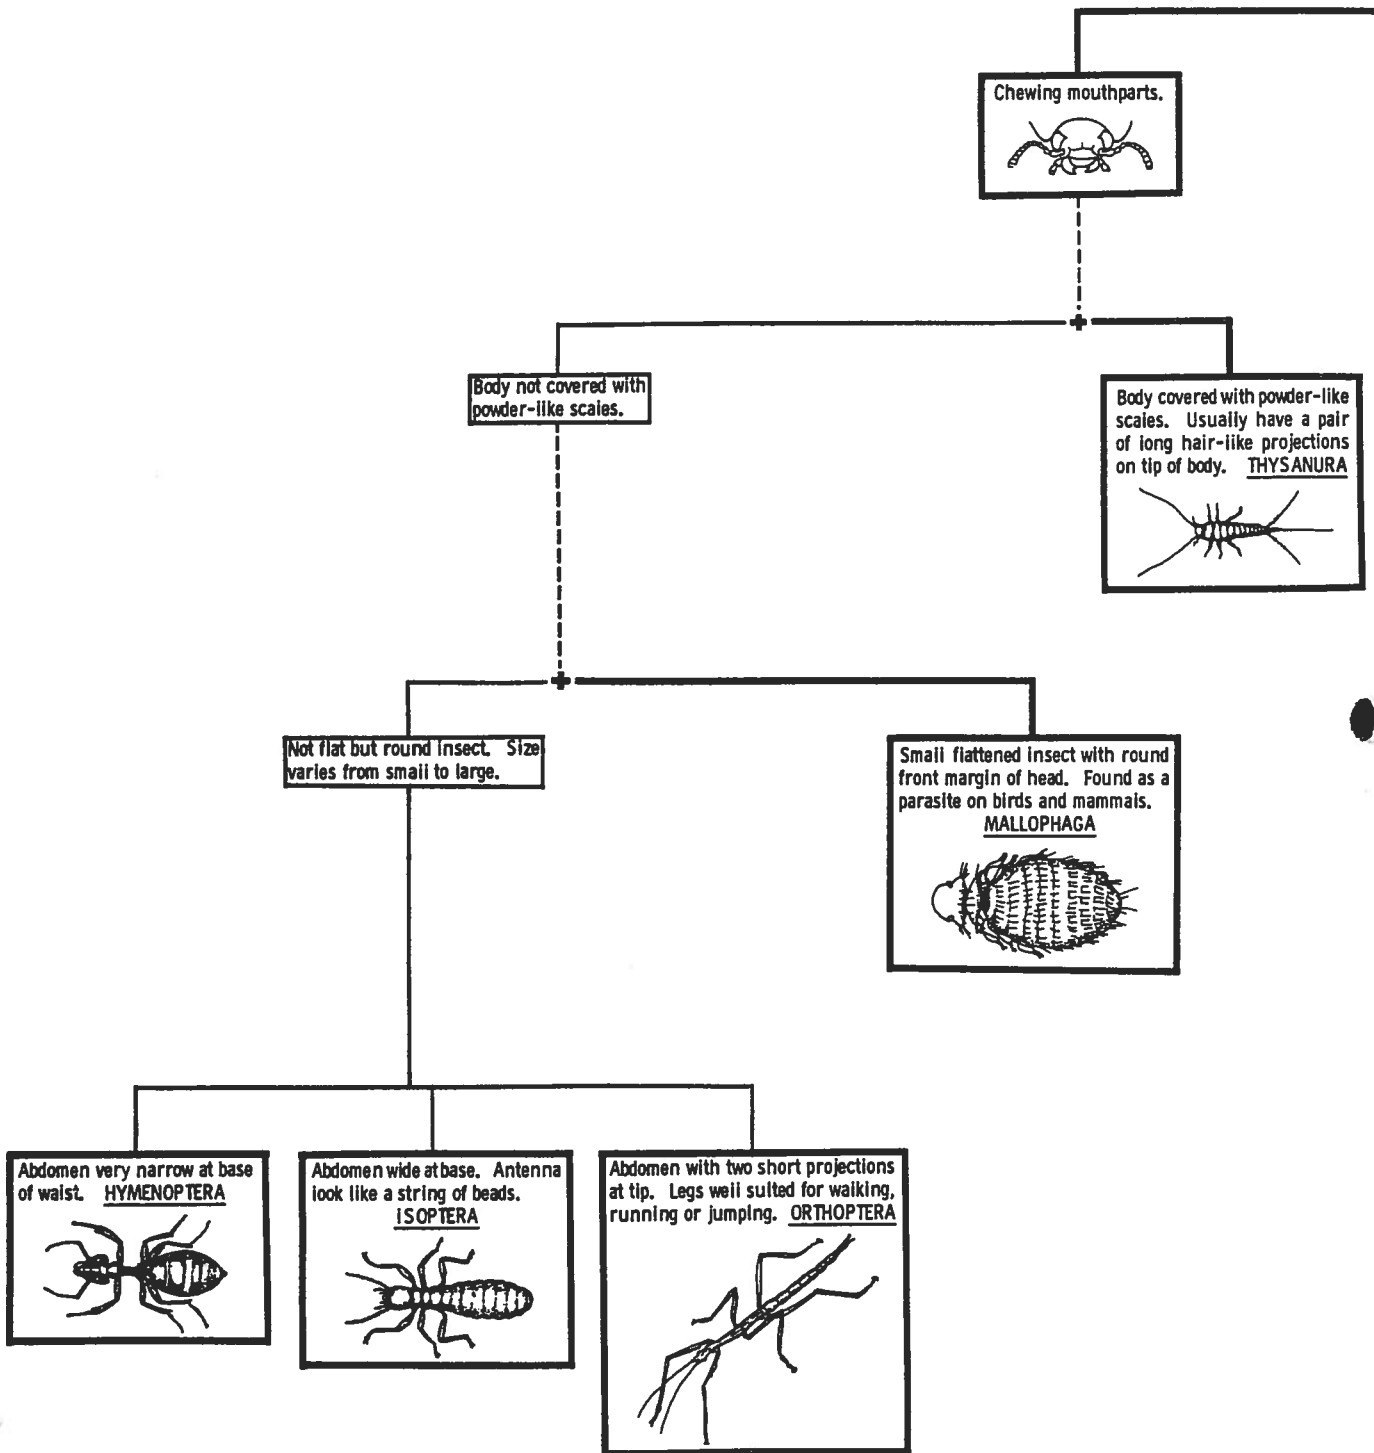 Chewing mouthparts.
Body not covered with
powder-like scales.
Body covered with powder-like
scales. Usually have a pair
of long hair-like projections
on tip of body. THYSANURA
Not flat but round insect. Size
varies from small to large.
Small flattened insect with round
front margin of head. Found as a
parasite on birds and mammals.
MALLOPHAGA
Abdomen very narrow at base
of waist. HYMENOPTERA
Abdomen wide at base. Antenna
look like a string of beads.
ISOPTERA
Abdomen with two short projections
at tip. Legs well suited for walking,
running or jumping. ORTHOPTERA